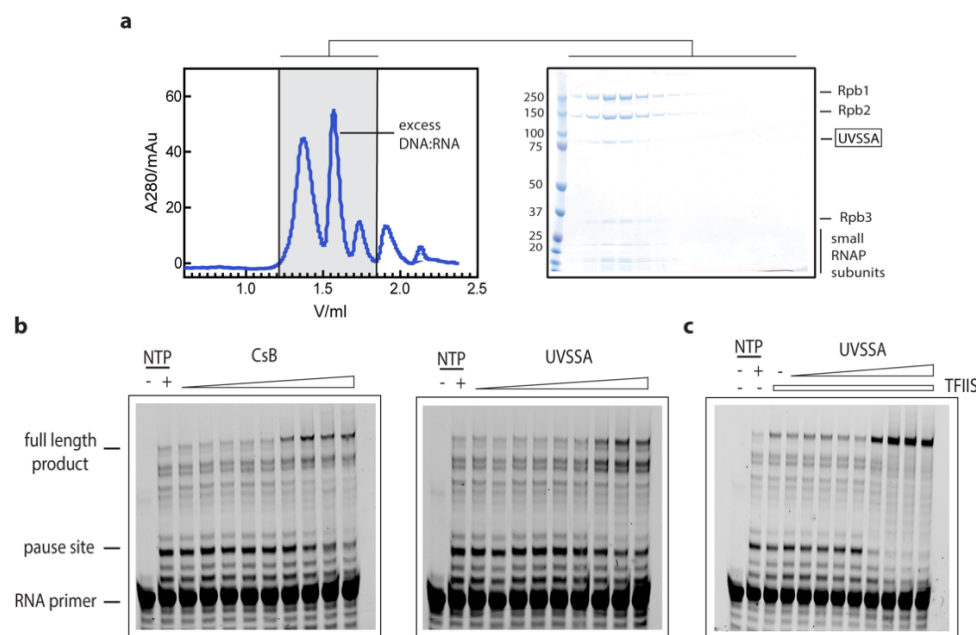 a
A280/mAu
60
40
20
0
1.0
1.5
2.0
2.5
V/ml
excess
DNA:RNA
250
150
100
75
50
37
25
20
Rpb1
Rpb2
UVSSA
Rpb3
small
RNAP
subunits
b
NTP
- +
CsB
NTP
- +
UVSSA
full length
product
pause site
RNA primer
c
NTP
- + -
UVSSA
- -
TFIIS